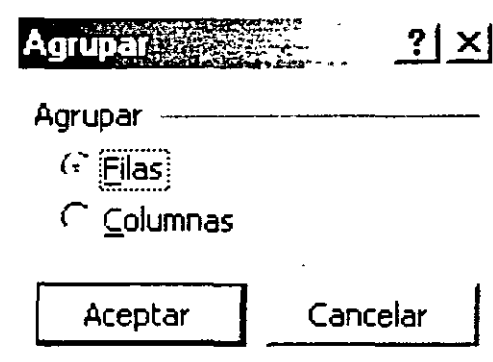 Agrupar ? ×
Agrupar
Filas
Columnas
Aceptar Cancelar